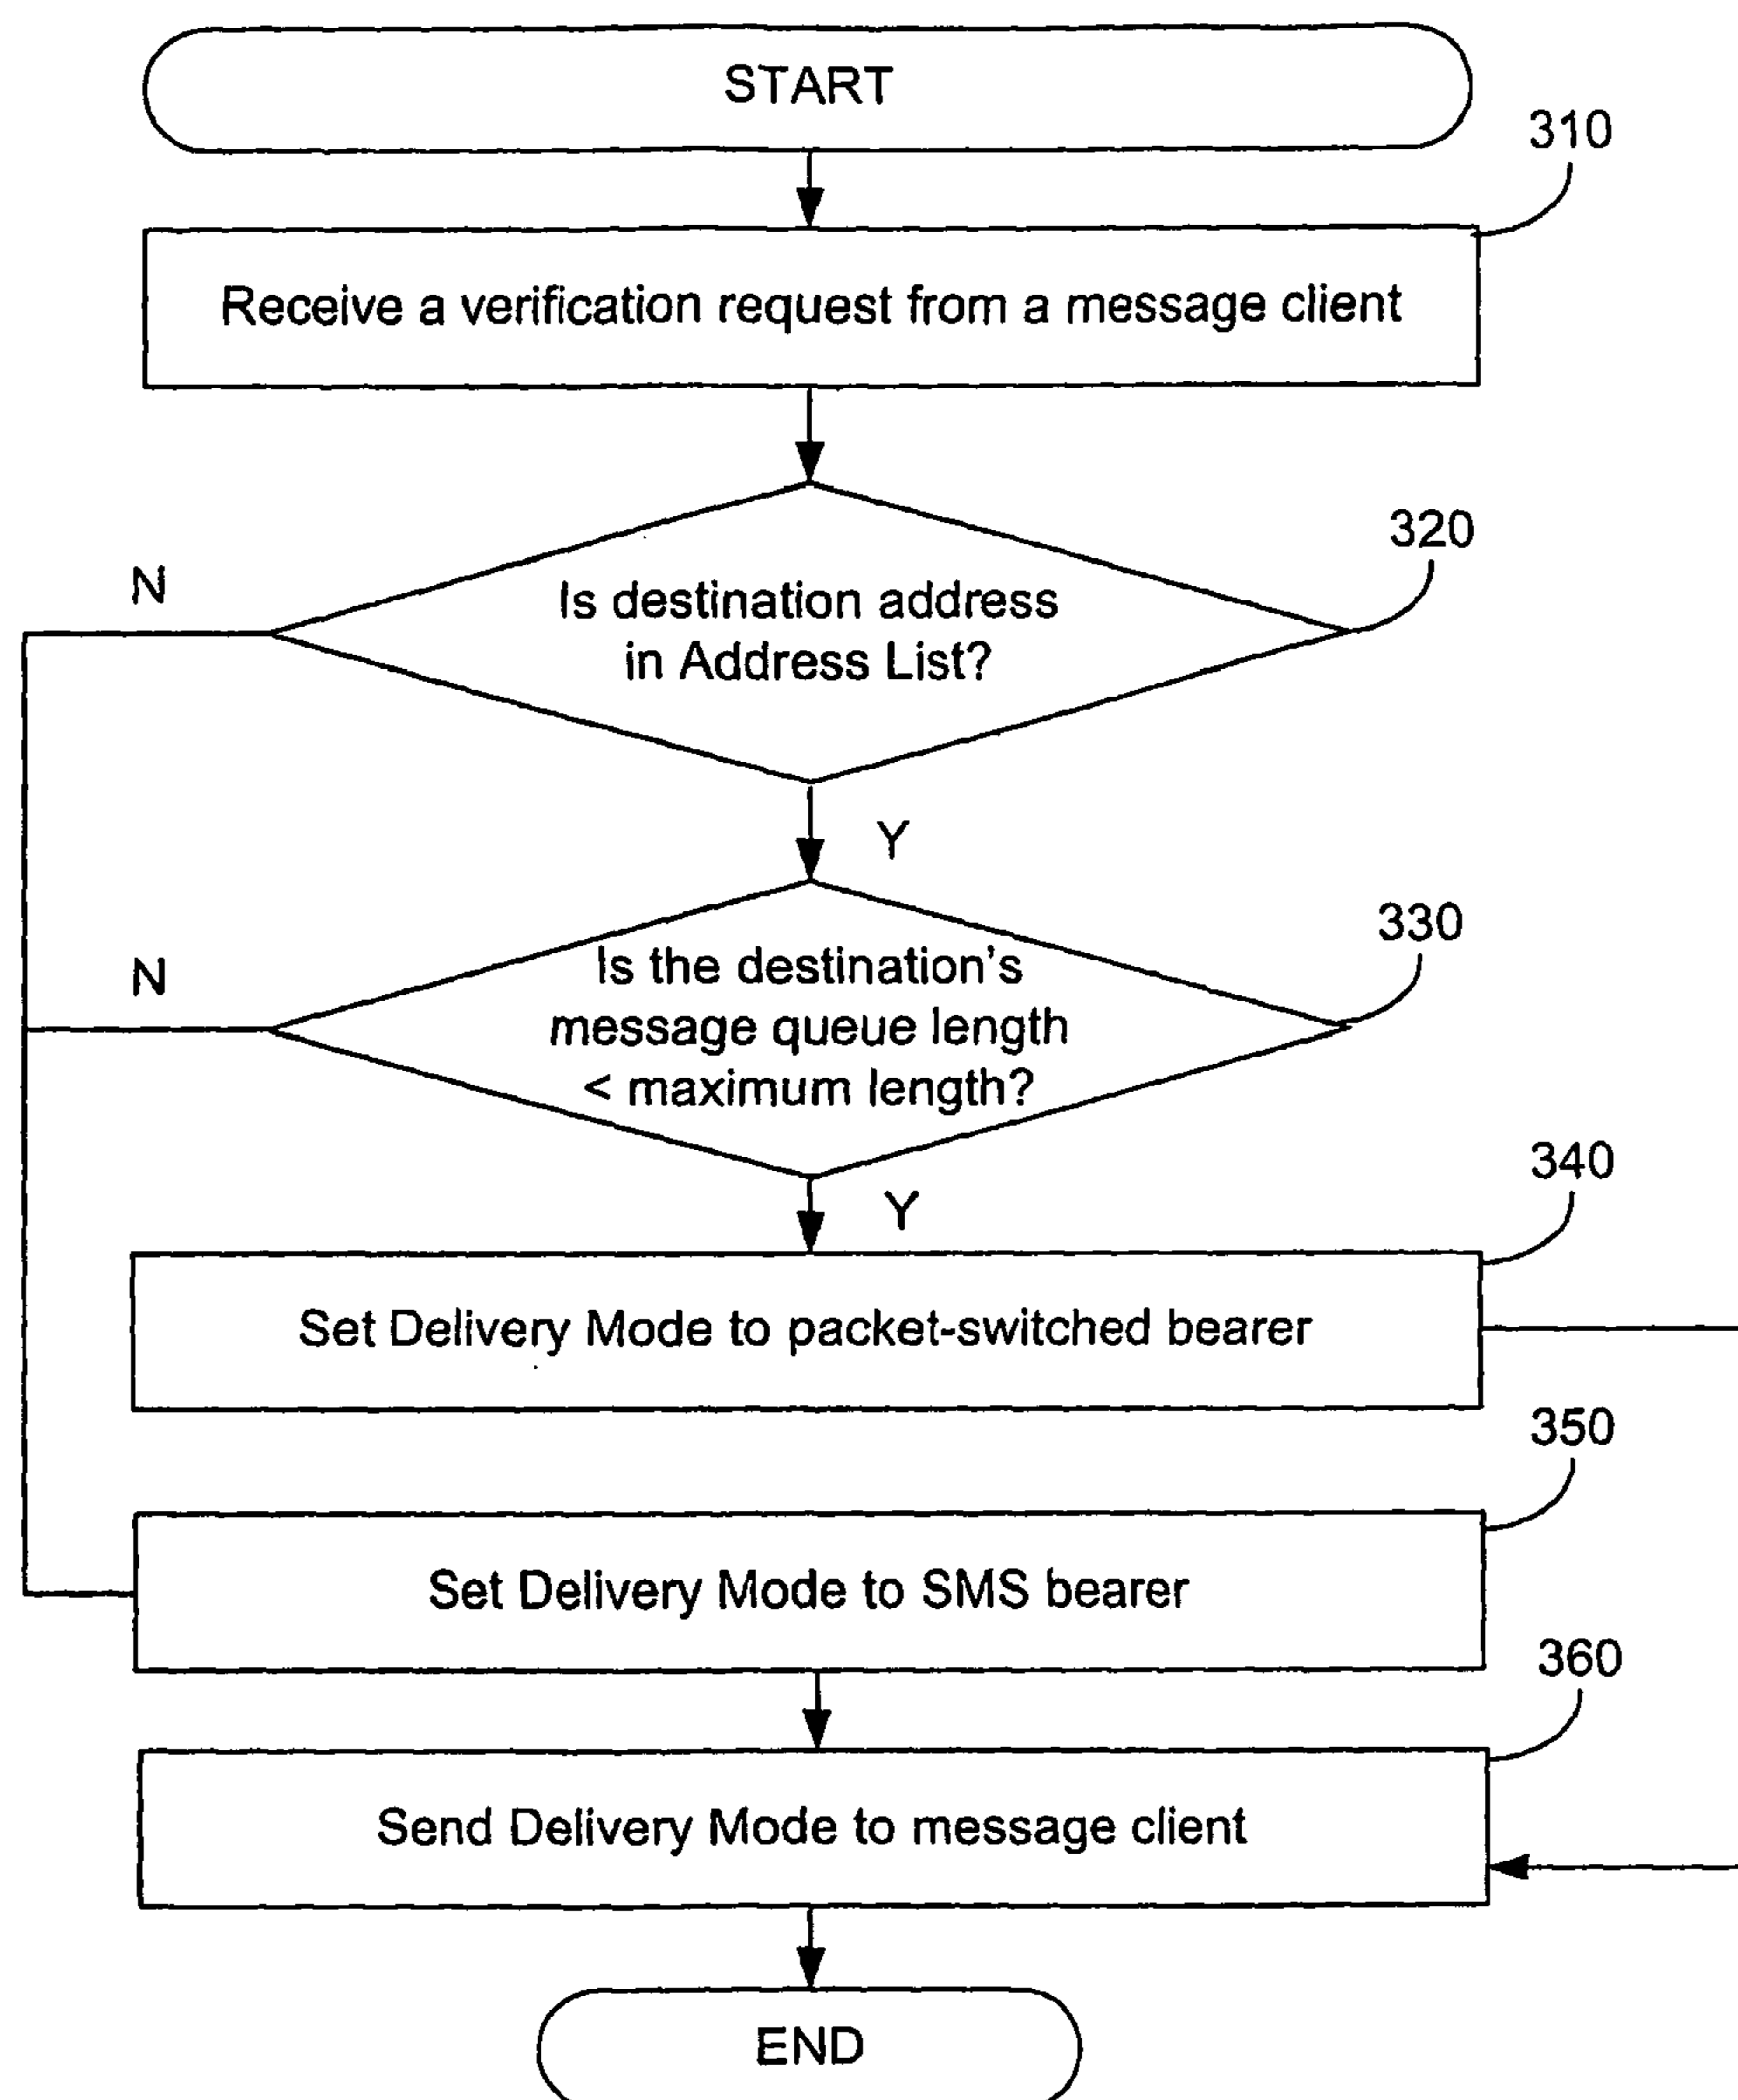 START
310
Receive a verification request from a message client
320
N
Is destination address
in Address List?
Y
330
N
Is the destination's
message queue length
< maximum length?
340
Y
Set Delivery Mode to packet-switched bearer
350
Set Delivery Mode to SMS bearer
360
Send Delivery Mode to message client
END